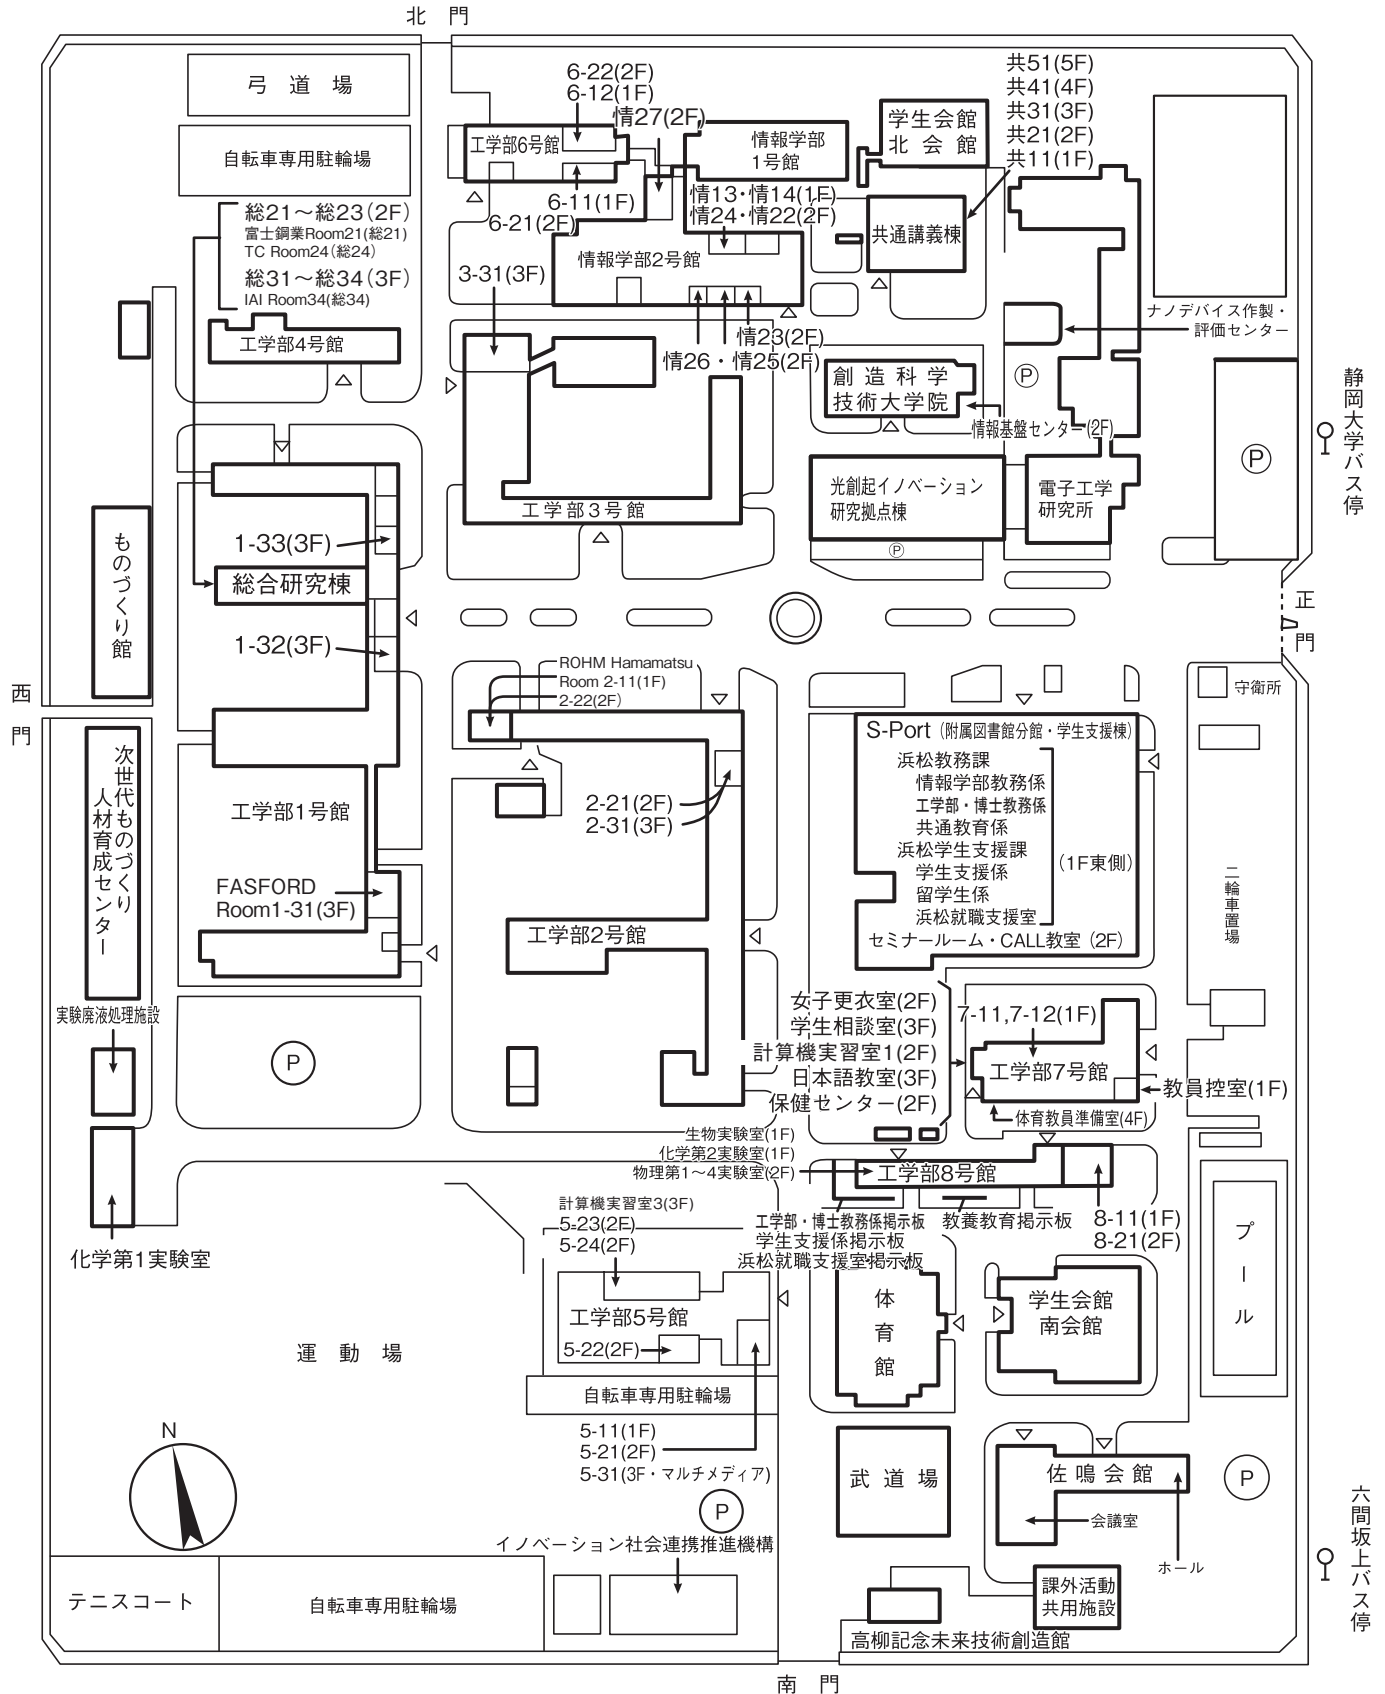 北 門
弓 道 場
自転車専用駐輪場
総21〜総23(2F)
富士鋼業Room21(総21)
TC Room24(総24)
総31〜総34(3F)
IAI Room34(総34)
工学部4号館
6-22(2F)
6-12(1F)
工学部6号館
6-11(1F)
6-21(2F)
情27(2F)
情報学部
1号館
情13・情14(1F)
情24・情22(2F)
情報学部2号館
情23(2F)
情26・情25(2F)
3-31(3F)
工学部3号館
学生会館
北 会 館
共51(5F)
共41(4F)
共31(3F)
共21(2F)
共11(1F)
共通講義棟
ナノデバイス作製・
評価センター
創 造 科 学
技術大学院
情報基盤センター(2F)
P
P
静岡大学バス停
光創起イノベーション
研究拠点棟
P
電子工学
研究所
正
門
守衛所
ものづくり館
1-33(3F)
総合研究棟
1-32(3F)
西
門
次世代ものづくり
人材育成センター
工学部1号館
FASFORD
Room1-31(3F)
実験廃液処理施設
P
化学第1実験室
ROHM Hamamatsu
Room 2-11(1F)
2-22(2F)
2-21(2F)
2-31(3F)
工学部2号館
S-Port(附属図書館分館・学生支援棟)
浜松教務課
情報学部教務係
工学部・博士教務係
共通教育係
浜松学生支援課
学生支援係
留学生係
浜松就職支援室
(1F東側)
セミナールーム・CALL教室(2F)
二輪車置場
女子更衣室(2F)
学生相談室(3F)
計算機実習室1(2F)
日本語教室(3F)
保健センター(2F)
7-11,7-12(1F)
工学部7号館
教員控室(1F)
体育教員準備室(4F)
生物実験室(1F)
化学第2実験室(1F)
物理第1〜4実験室(2F)
工学部8号館
工学部・博士教務係掲示板
学生支援係掲示板
浜松就職支援室掲示板
教養教育掲示板
8-11(1F)
8-21(2F)
プール
計算機実習室3(3F)
5-23(2F)
5-24(2F)
工学部5号館
5-22(2F)
自転車専用駐輪場
5-11(1F)
5-21(2F)
5-31(3F・マルチメディア)
体育館
学生会館
南会館
運 動 場
N
武 道 場
佐 鳴 会 館
会議室
ホール
P
P
六間坂上バス停
イノベーション社会連携推進機構
テニスコート
自転車専用駐輪場
課外活動
共用施設
高柳記念未来技術創造館
南 門